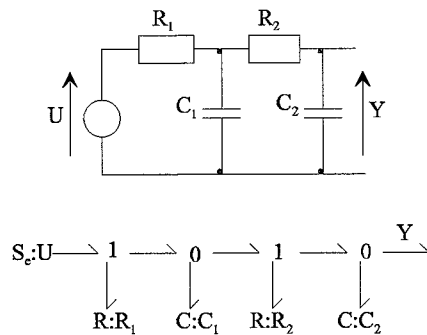 R₁ R₂
U C₁ C₂ Y
Sₑ:U 1 0 1 0 Y
R:R₁ C:C₁ R:R₂ C:C₂